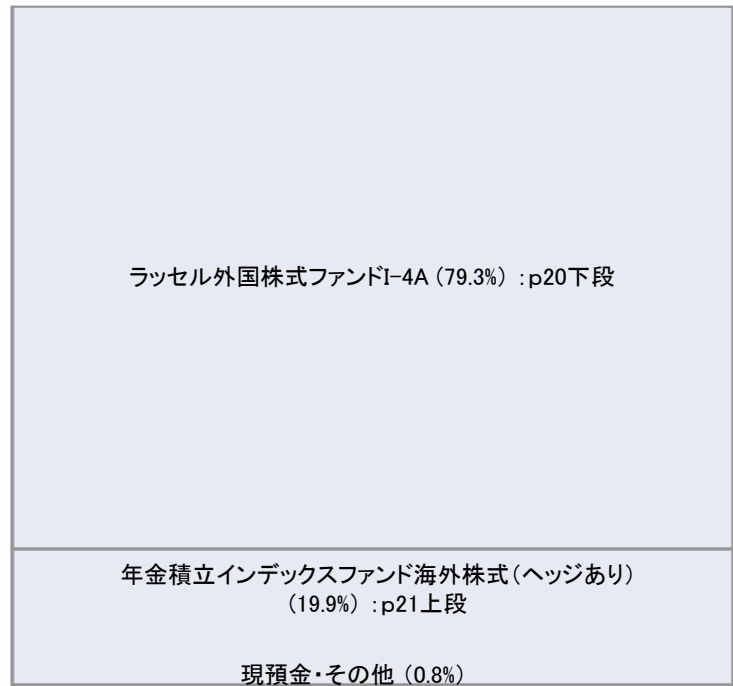 ラッセル外国株式ファンドI-4A (79.3%) :p20下段
年金積立インデックスファンド海外株式(ヘッジあり)
(19.9%) :p21上段
現預金・その他 (0.8%)